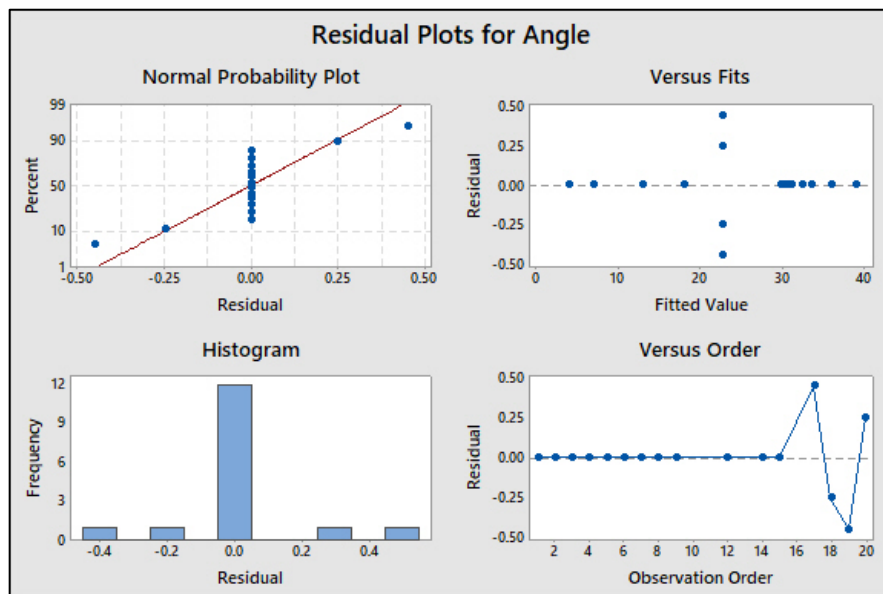 Residual Plots for Angle
Normal Probability Plot
Percent
99
90
50
10
1
-0.50 -0.25 0.00 0.25 0.50
Residual
Versus Fits
Residual
0.50
0.25
0.00
-0.25
-0.50
0 10 20 30 40
Fitted Value
Histogram
Frequency
12
9
6
3
0
-0.4 -0.2 0.0 0.2 0.4
Residual
Versus Order
Residual
0.50
0.25
0.00
-0.25
-0.50
2 4 6 8 10 12 14 16 18 20
Observation Order